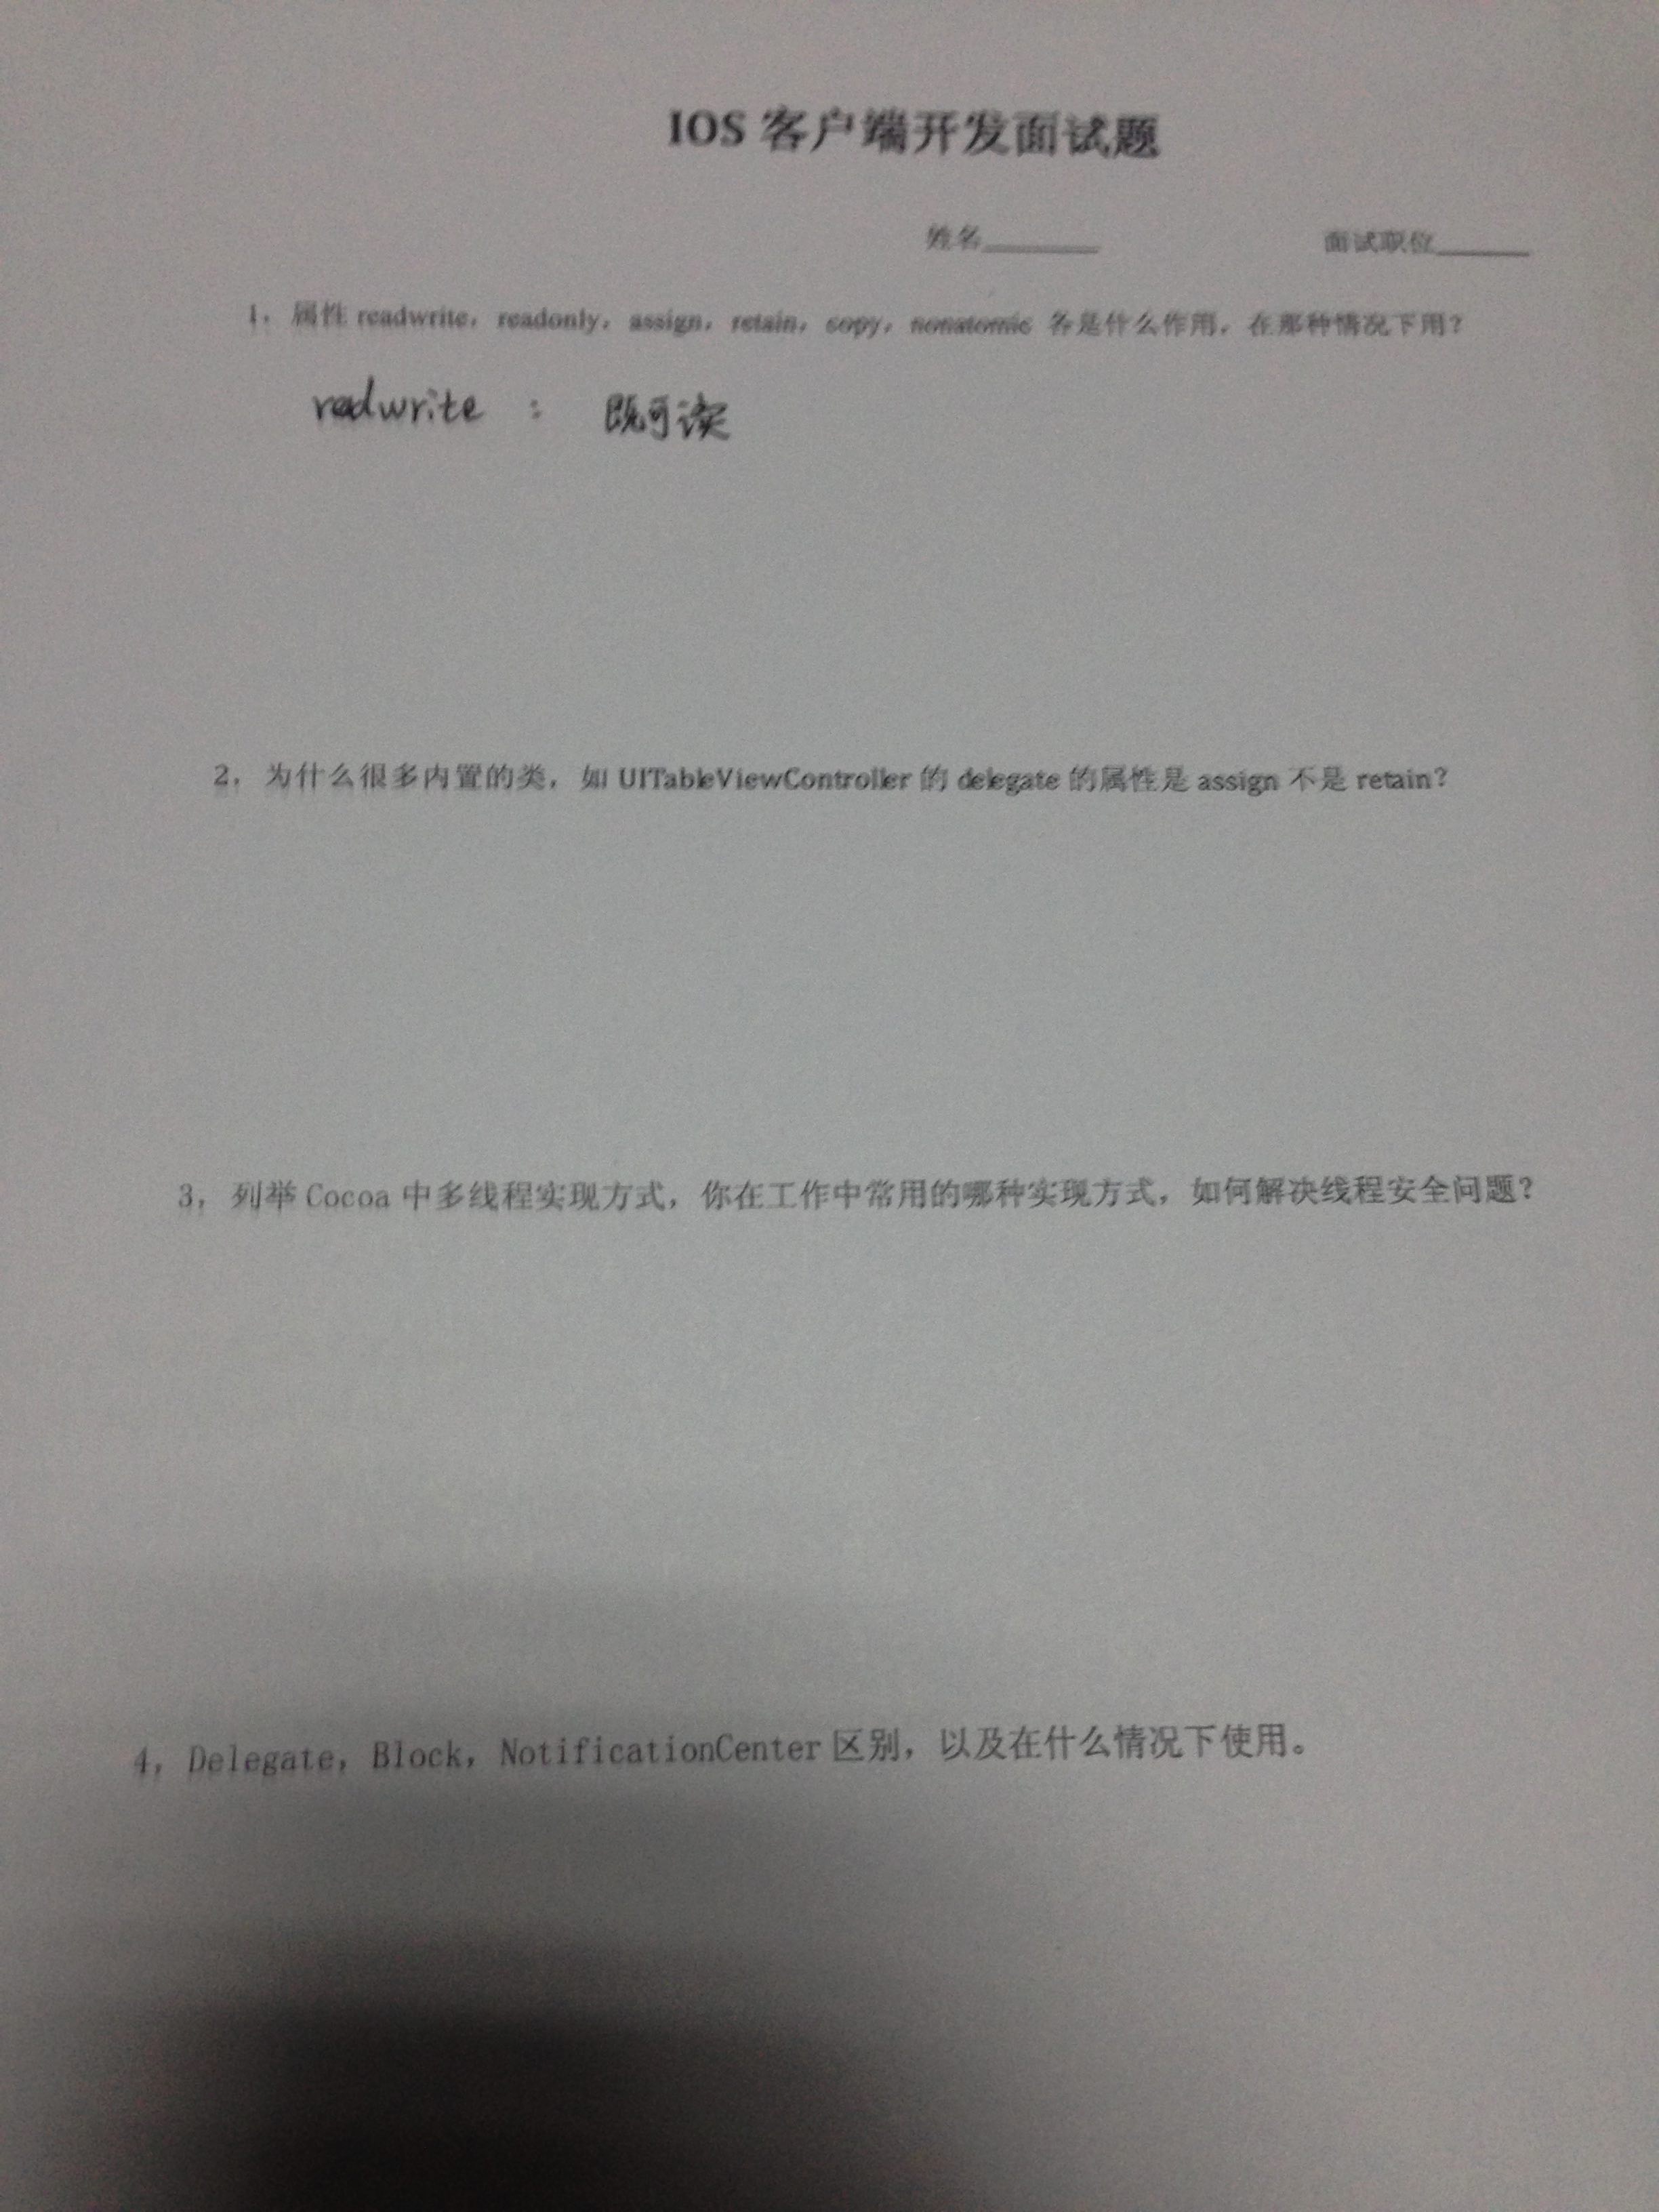 IOS 客户端开发面试题
姓名________ 面试职位________
1，属性 readwrite，readonly，assign，retain，copy，nonatomic 各是什么作用，在那种情况下用？
redwrite : 既可读
2，为什么很多内置的类，如 UITableViewController 的 delegate 的属性是 assign 不是 retain？
3，列举 Cocoa 中多线程实现方式，你在工作中常用的哪种实现方式，如何解决线程安全问题？
4，Delegate，Block，NotificationCenter 区别，以及在什么情况下使用。